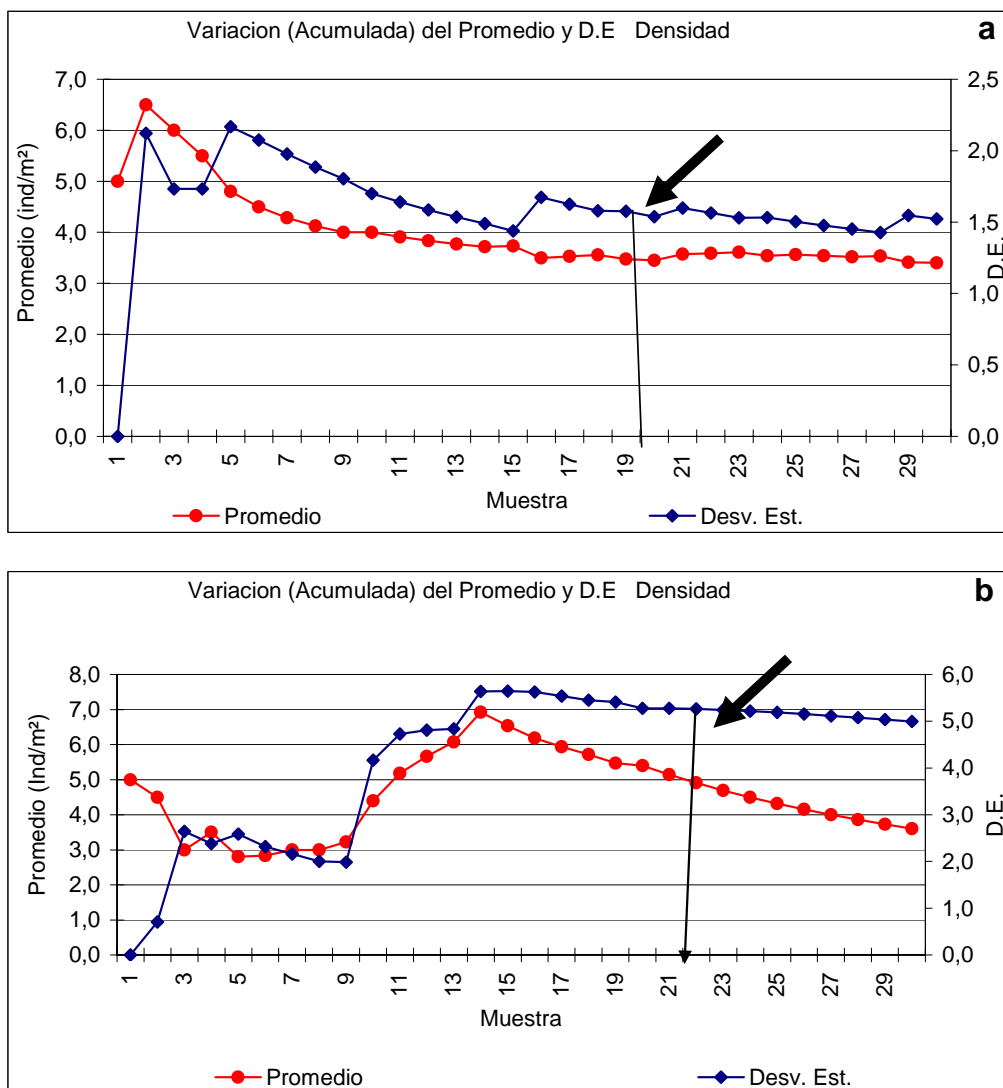 Variacion (Acumulada) del Promedio y D.E Densidad
a
7,0
6,0
5,0
4,0
3,0
2,0
1,0
0,0
Promedio (ind/m²)
2,5
2,0
1,5
1,0
0,5
0,0
D.E.
1 3 5 7 9 11 13 15 17 19 21 23 25 27 29
Muestra
Promedio Desv. Est.
Variacion (Acumulada) del Promedio y D.E Densidad
b
8,0
7,0
6,0
5,0
4,0
3,0
2,0
1,0
0,0
Promedio (Ind/m²)
6,0
5,0
4,0
3,0
2,0
1,0
0,0
D.E.
1 3 5 7 9 11 13 15 17 19 21 23 25 27 29
Muestra
Promedio Desv. Est.